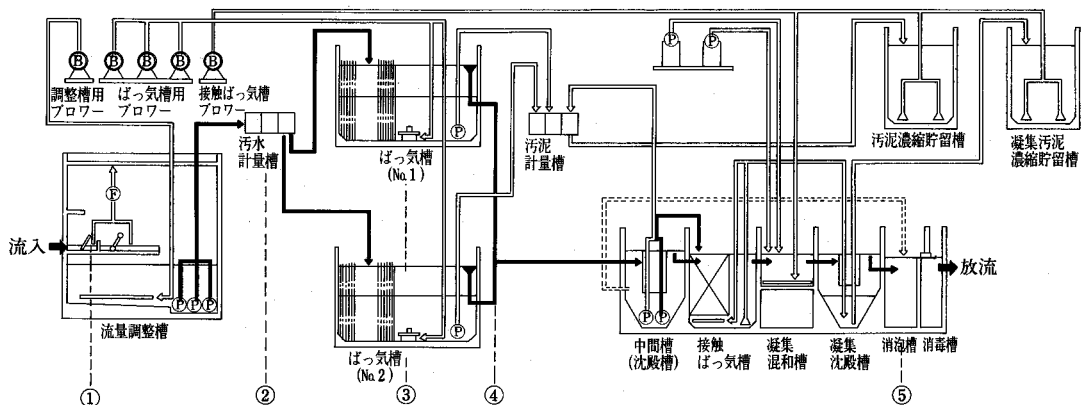 B B B B B
P P
調整槽用
ブロワー
ばっ気槽用
ブロワー
接触ばっ気槽
ブロワー
汚水
計量槽
P
ばっ気槽
(No.1)
汚泥
計量槽
汚泥濃縮貯留槽
凝集汚泥
濃縮貯留槽
F
流入
P P P
流量調整槽
P
ばっ気槽
(No.2)
P P
放流
中間槽
(沈殿槽)
接触
ばっ気槽
凝集
混和槽
凝集
沈殿槽
消泡槽
消毒槽
① ② ③ ④ ⑤